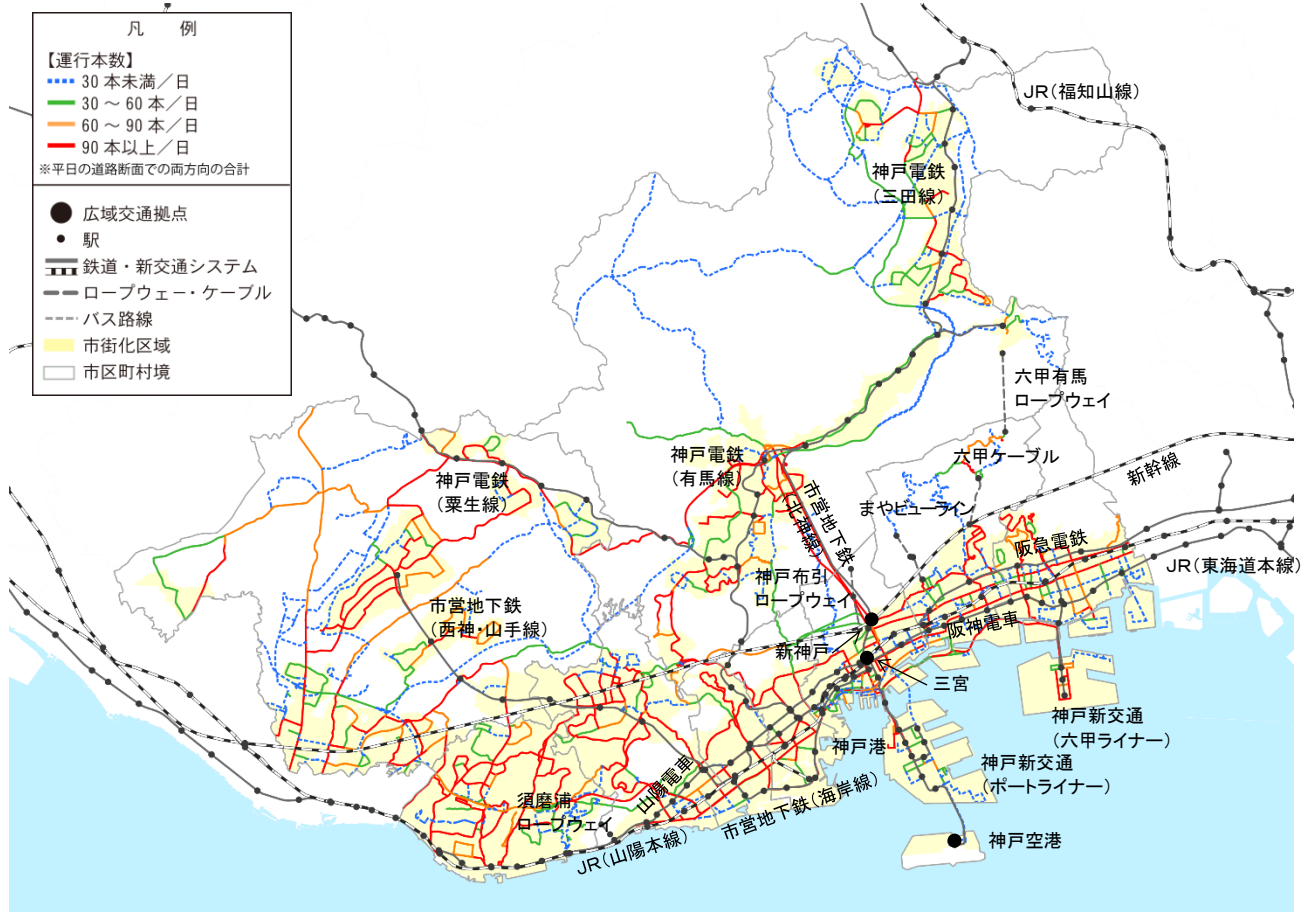 凡　例
【運行本数】
30 本未満／日
30 ～ 60 本／日
60 ～ 90 本／日
90 本以上／日
※平日の道路断面での両方向の合計
広域交通拠点
駅
鉄道・新交通システム
ロープウェー・ケーブル
バス路線
市街化区域
市区町村境
JR（福知山線）
神戸電鉄
（三田線）
六甲有馬
ロープウェイ
神戸電鉄
（有馬線）
六甲ケーブル
新幹線
神戸電鉄
（粟生線）
市営地下鉄
（北神線）
まやビューライン
阪急電鉄
JR（東海道本線）
神戸布引
ロープウェイ
市営地下鉄
（西神・山手線）
阪神電車
新神戸
三宮
神戸新交通
（六甲ライナー）
神戸港
神戸新交通
（ポートライナー）
山陽電車
須磨浦
ロープウェイ
市営地下鉄（海岸線）
JR（山陽本線）
神戸空港